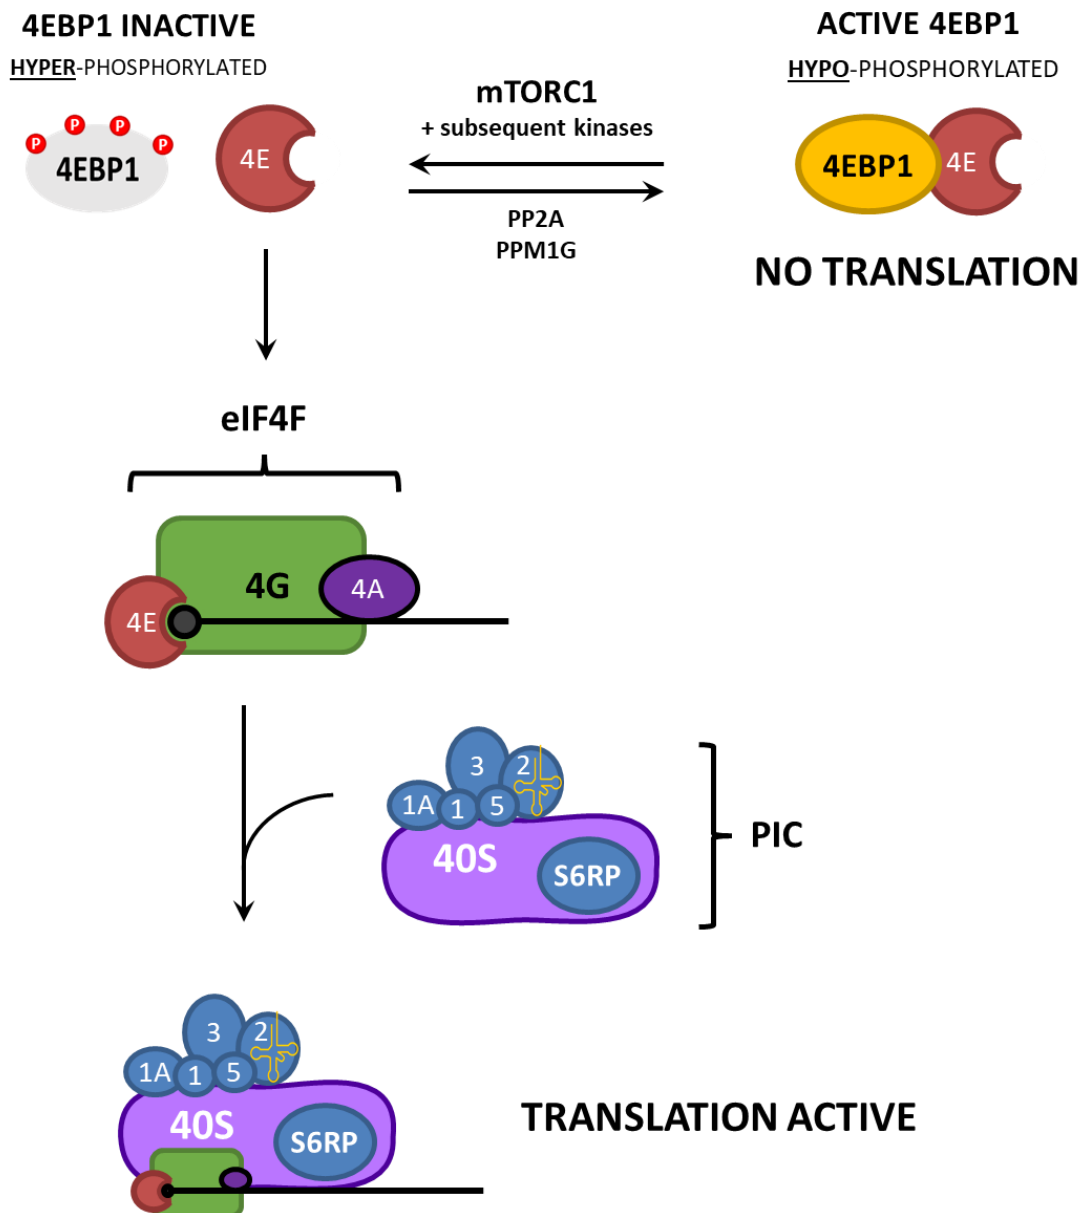 4EBP1 INACTIVE
HYPER-PHOSPHORYLATED
P
P
P
P
4EBP1
4E
mTORC1
+ subsequent kinases
PP2A
PPM1G
ACTIVE 4EBP1
HYPO-PHOSPHORYLATED
4EBP1
4E
NO TRANSLATION
eIF4F
4G
4A
4E
3
2
1A
1
5
40S
S6RP
PIC
3
2
1A
1
5
40S
S6RP
TRANSLATION ACTIVE